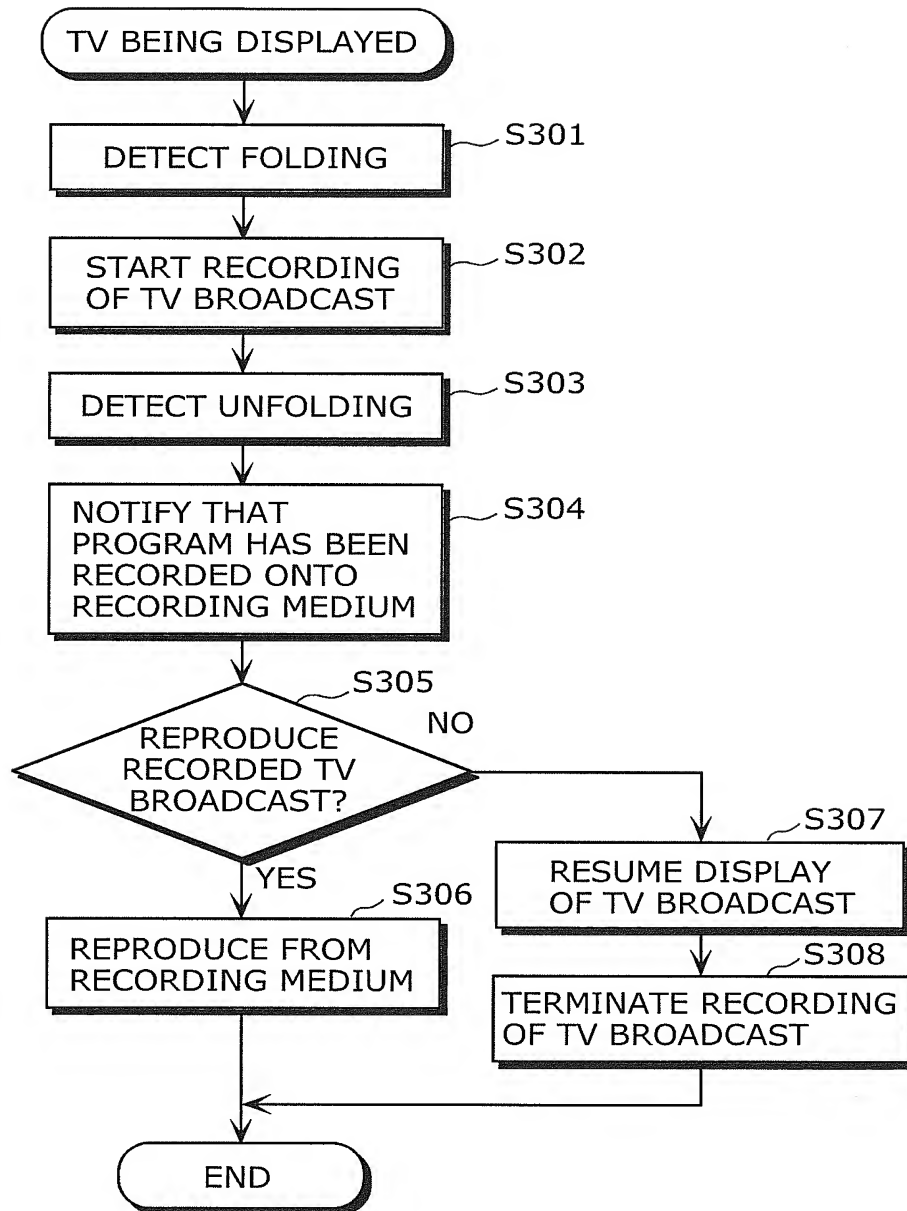 TV BEING DISPLAYED
S301
DETECT FOLDING
S302
START RECORDING
OF TV BROADCAST
S303
DETECT UNFOLDING
S304
NOTIFY THAT
PROGRAM HAS BEEN
RECORDED ONTO
RECORDING MEDIUM
S305
NO
REPRODUCE
RECORDED TV
BROADCAST?
YES
S306
REPRODUCE FROM
RECORDING MEDIUM
S307
RESUME DISPLAY
OF TV BROADCAST
S308
TERMINATE RECORDING
OF TV BROADCAST
END